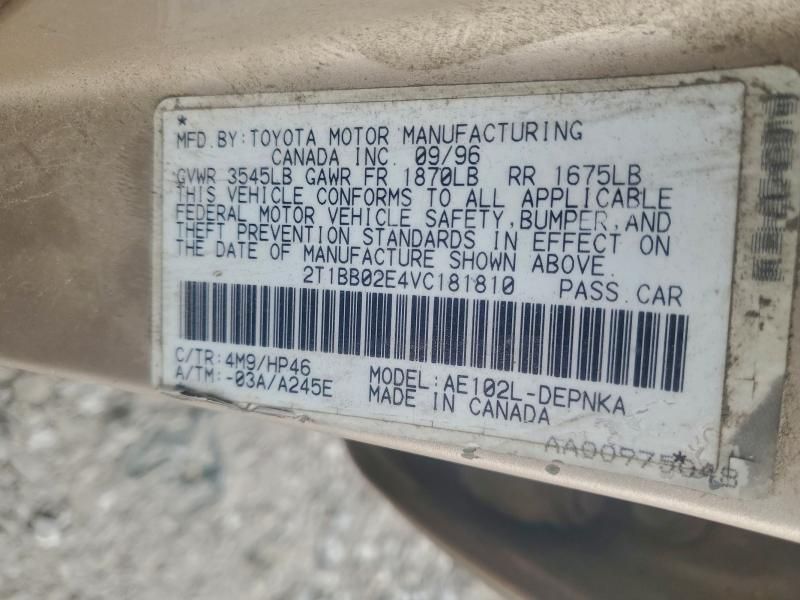 *
MFD. BY: TOYOTA MOTOR MANUFACTURING
CANADA INC. 09/96
GVWR 3545LB GAWR FR 1870LB RR 1675LB
THIS VEHICLE CONFORMS TO ALL APPLICABLE
FEDERAL MOTOR VEHICLE SAFETY, BUMPER, AND
THEFT PREVENTION STANDARDS IN EFFECT ON
THE DATE OF MANUFACTURE SHOWN ABOVE.
2T1BB02E4VC181810 PASS. CAR
C/TR: 4M9/HP46
A/TM: -03A/A245E
MODEL: AE102L-DEPNKA
MADE IN CANADA
*